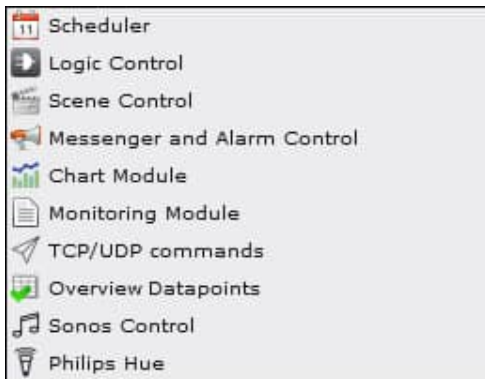 11 Scheduler
Logic Control
Scene Control
Messenger and Alarm Control
Chart Module
Monitoring Module
TCP/UDP commands
Overview Datapoints
Sonos Control
Philips Hue